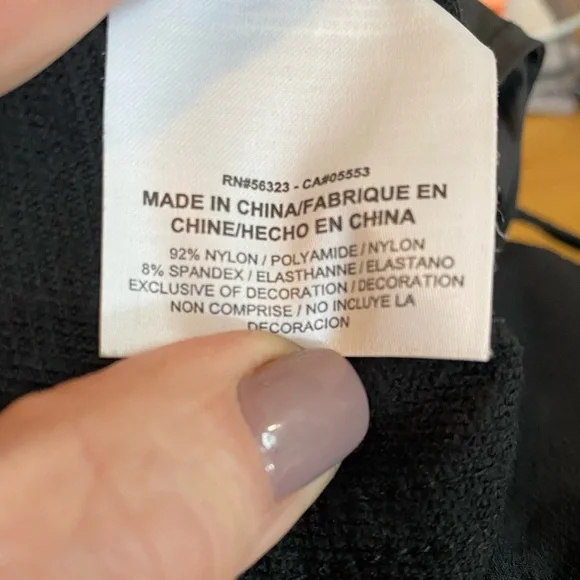 RN#56323 - CA#05553
MADE IN CHINA/FABRIQUE EN
CHINE/HECHO EN CHINA
92% NYLON / POLYAMIDE / NYLON
8% SPANDEX / ELASTHANNE / ELASTANO
EXCLUSIVE OF DECORATION / DECORATION
NON COMPRISE / NO INCLUYE LA
DECORACION